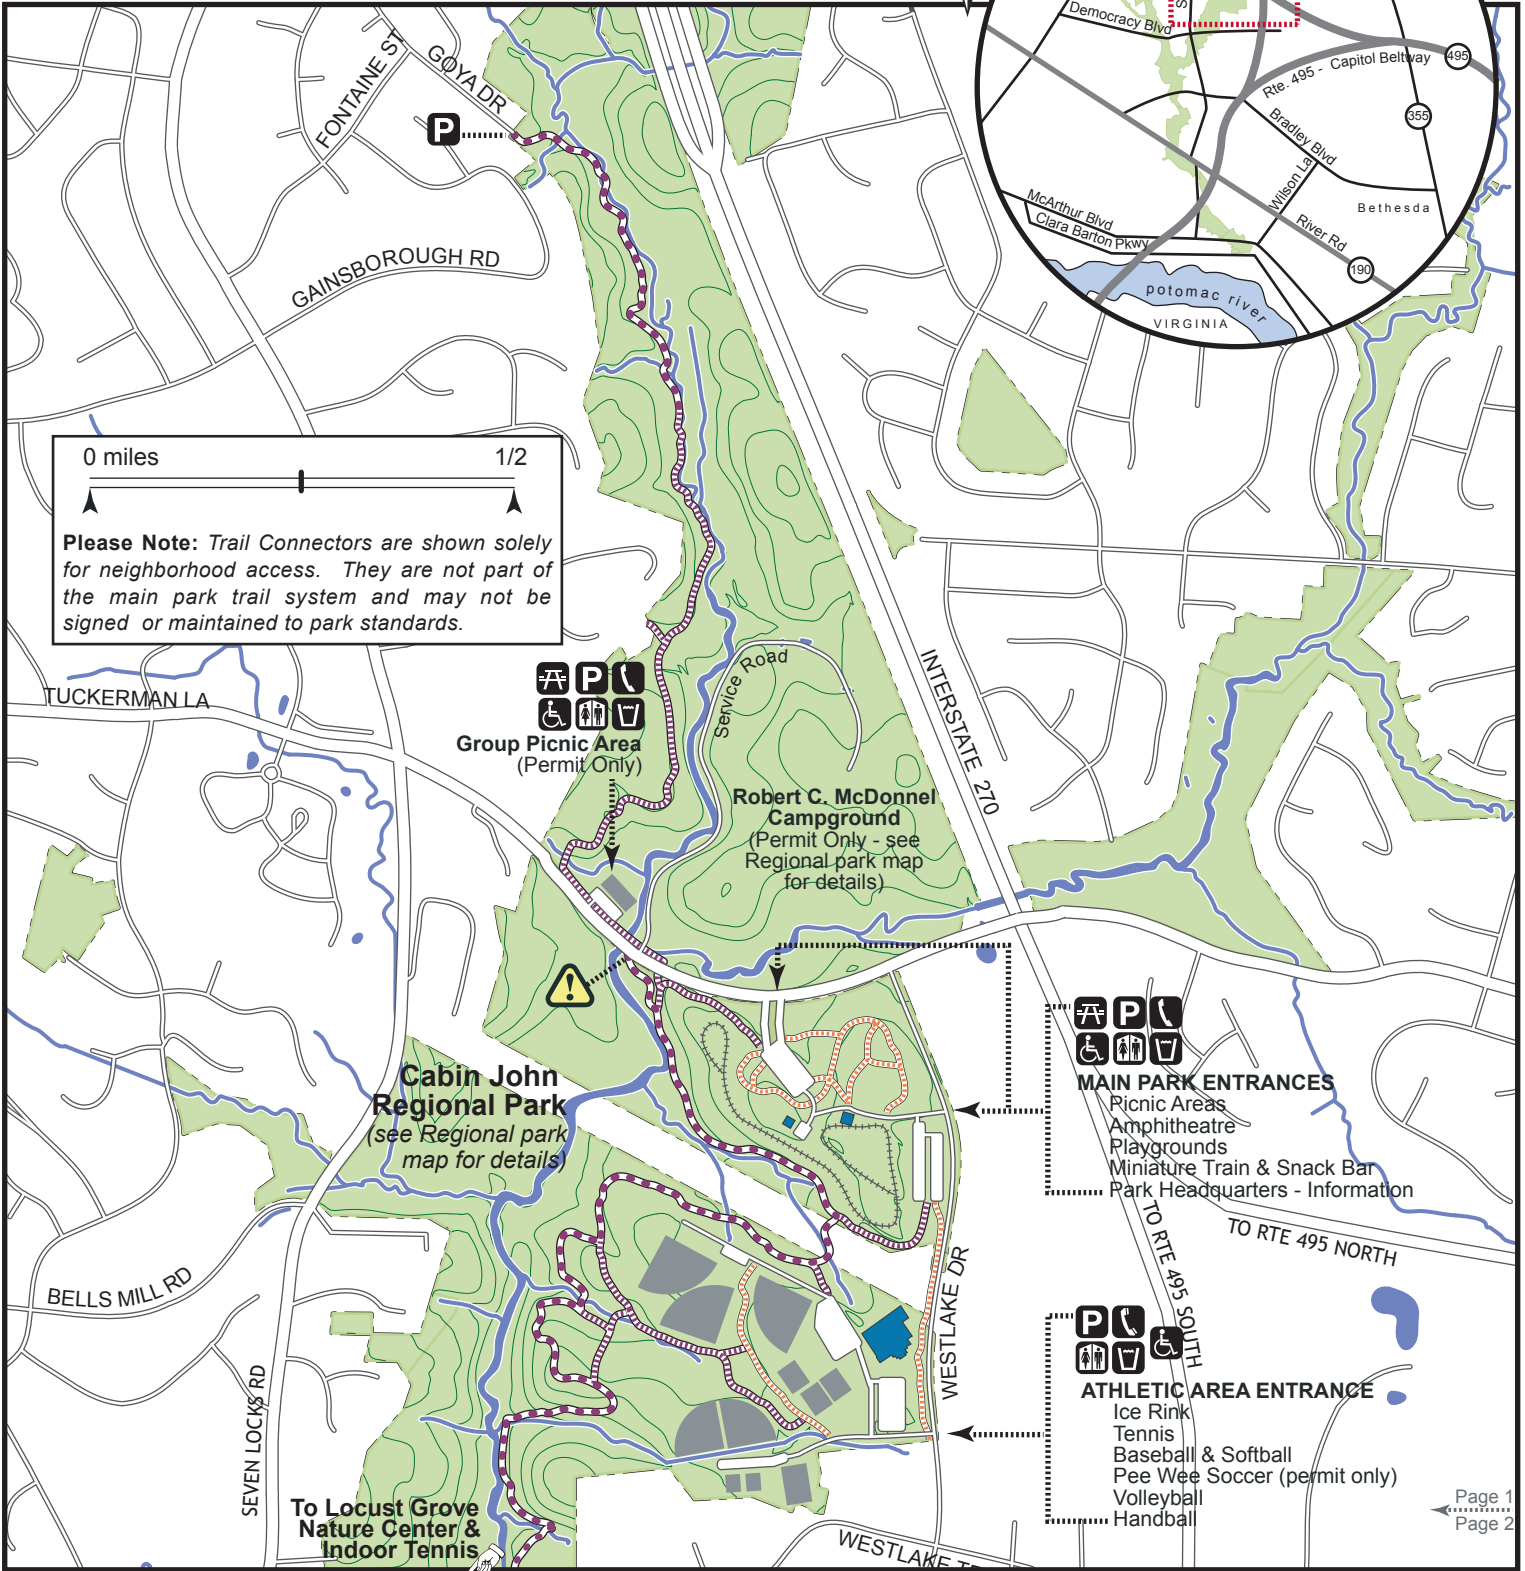 Democracy Blvd
S
495
Rte. 495 - Capitol Beltway
355
Bradley Blvd
Wilson La
Bethesda
McArthur Blvd
Clara Barton Pkwy
River Rd
190
potomac river
VIRGINIA
FONTAINE ST
GOYA DR
P
GAINSBOROUGH RD
0 miles 1/2
Please Note: Trail Connectors are shown solely
for neighborhood access. They are not part of
the main park trail system and may not be
signed or maintained to park standards.
TUCKERMAN LA
P
Group Picnic Area
(Permit Only)
Service Road
INTERSTATE 270
Robert C. McDonnel
Campground
(Permit Only - see
Regional park map
for details)
!
Cabin John
Regional Park
(see Regional park
map for details)
P
MAIN PARK ENTRANCES
Picnic Areas
Amphitheatre
Playgrounds
Miniature Train & Snack Bar
Park Headquarters - Information
TO RTE 495 NORTH
TO RTE 495 SOUTH
BELLS MILL RD
SEVEN LOCKS RD
WESTLAKE DR
P
ATHLETIC AREA ENTRANCE
Ice Rink
Tennis
Baseball & Softball
Pee Wee Soccer (permit only)
Volleyball
Handball
To Locust Grove
Nature Center &
Indoor Tennis
WESTLAKE
Page 1
Page 2